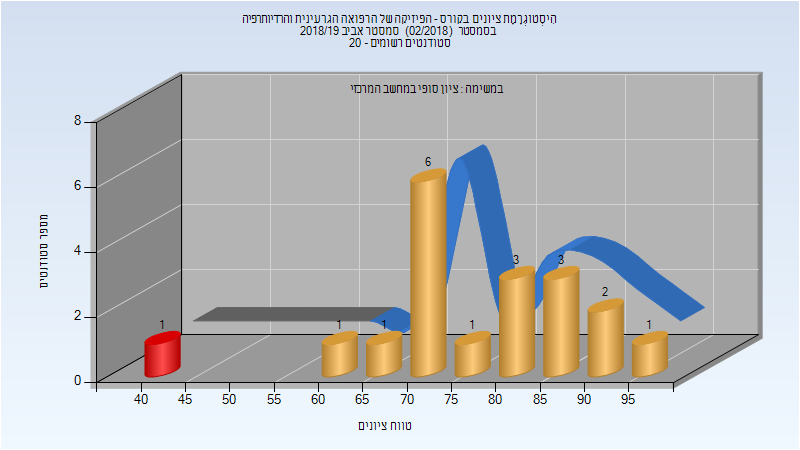 היסטוגרמת ציונים בקורס - הפיזיקה של הרפואה הגרעינית והרדיותרפיה
בסמסטר (02/2018) סמסטר אביב 2018/19
סטודנטים רשומים - 20
במשימה : ציון סופי במחשב המרכזי
מספר סטודנטים
8
6
4
2
0
1
1
1
6
1
3
3
2
1
40 45 50 55 60 65 70 75 80 85 90 95
טווח ציונים